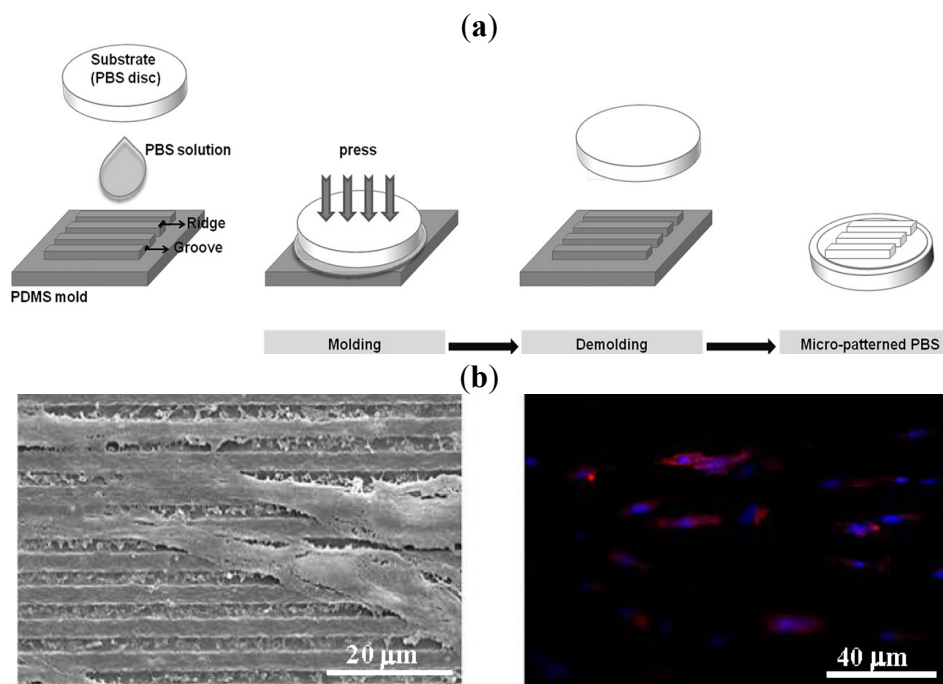 (a)
Substrate
(PBS disc)
PBS solution
press
Ridge
Groove
PDMS mold
Molding
Demolding
Micro-patterned PBS
(b)
20 µm
40 µm